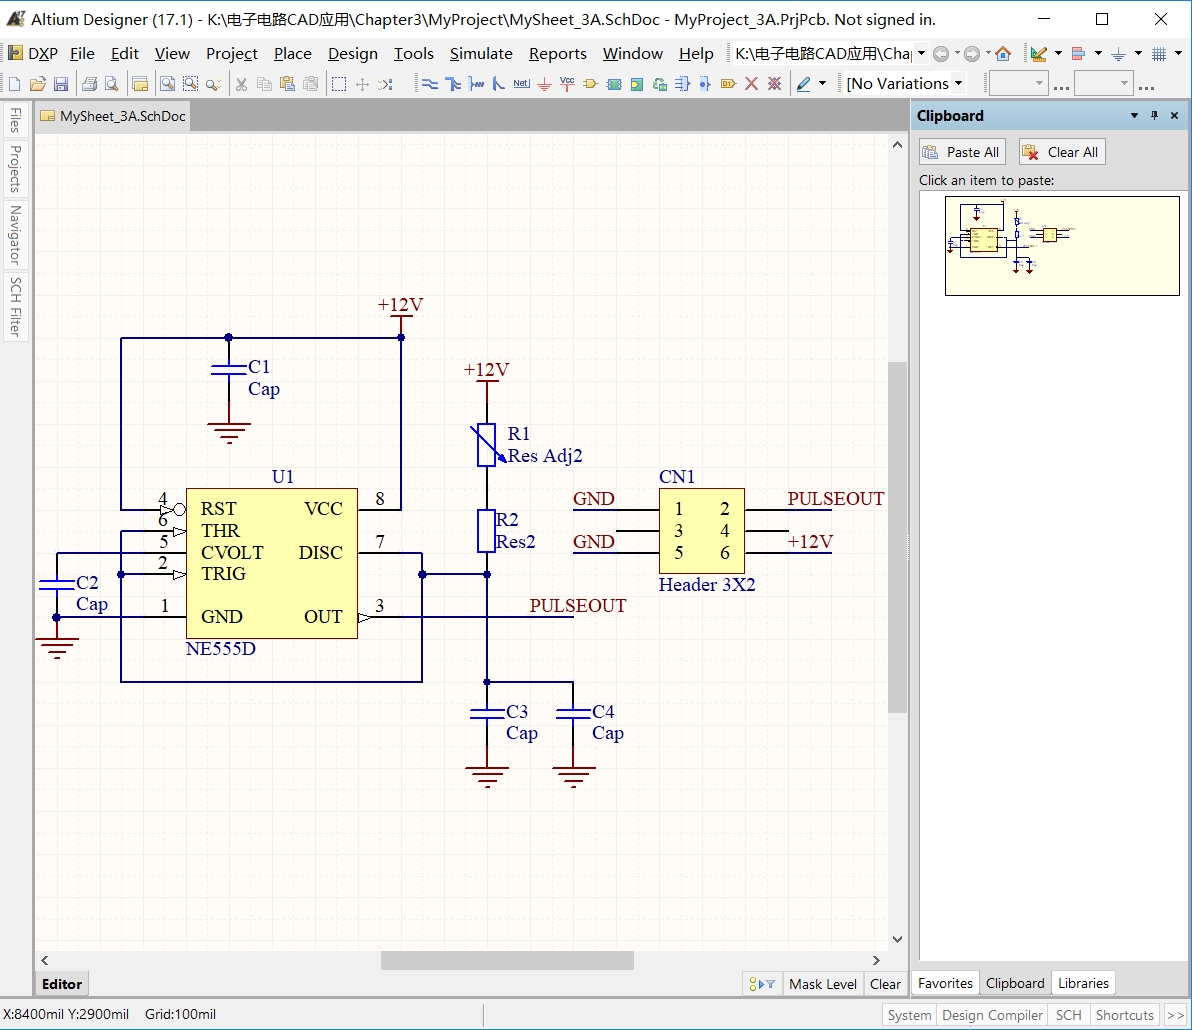 Altium Designer (17.1) - K:\电子电路CAD应用\Chapter3\MyProject\MySheet_3A.SchDoc - MyProject_3A.PrjPcb. Not signed in.
DXP File Edit View Project Place Design Tools Simulate Reports Window Help K:\电子电路CAD应用\Cha
Net Vcc D1 [No Variations ... ...
Files
Projects
Navigator
SCH Filter
MySheet_3A.SchDoc
Clipboard
Paste All Clear All
Click an item to paste:
+12V
C1
Cap
+12V
R1
Res Adj2
R2
Res2
U1
4 RST VCC 8
6 THR
5 CVOLT DISC 7
2 TRIG
1 GND OUT 3
NE555D
C2
Cap
PULSEOUT
CN1
GND 1 2 PULSEOUT
3 4
GND 5 6 +12V
Header 3X2
C3
Cap
C4
Cap
Editor
Mask Level Clear
Favorites Clipboard Libraries
X:8400mil Y:2900mil Grid:100mil
System Design Compiler SCH Shortcuts >>